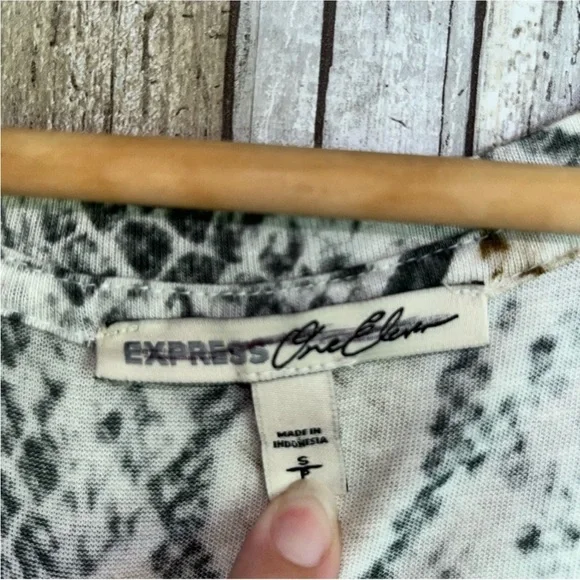 EXPRESS One Eleven
MADE IN
INDONESIA
S
P